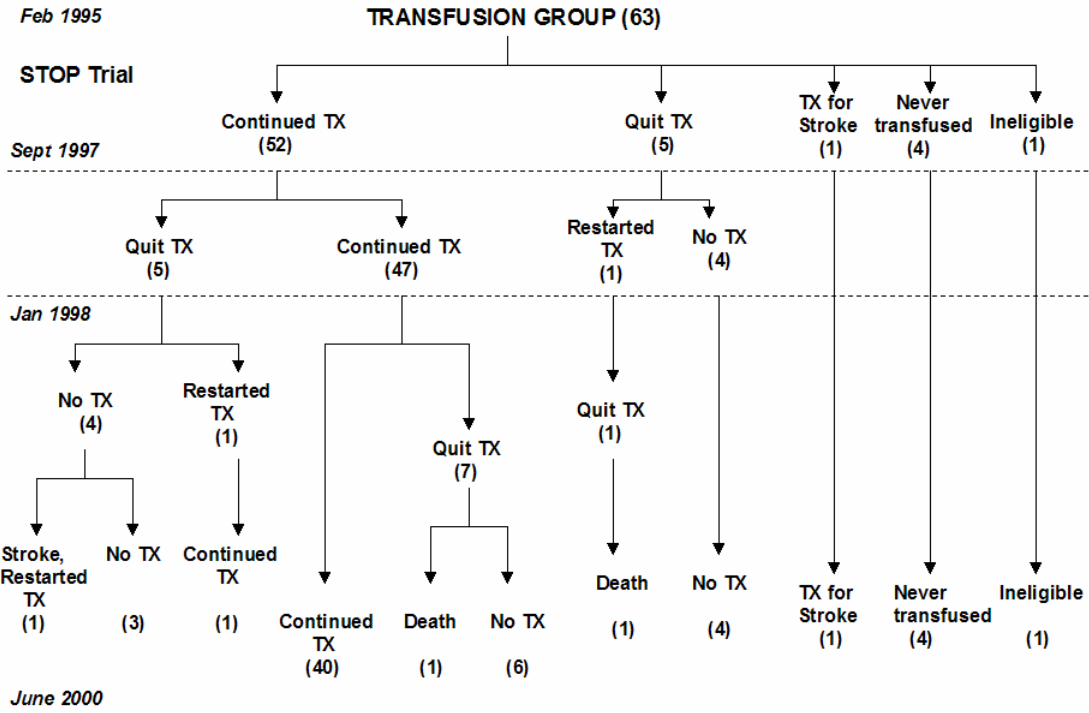 Feb 1995
TRANSFUSION GROUP (63)
STOP Trial
Continued TX
(52)
Quit TX
(5)
TX for
Stroke
(1)
Never
transfused
(4)
Ineligible
(1)
Sept 1997
Quit TX
(5)
Continued TX
(47)
Restarted
TX
(1)
No TX
(4)
Jan 1998
No TX
(4)
Restarted
TX
(1)
Quit TX
(7)
Quit TX
(1)
Stroke,
Restarted
TX
(1)
No TX
(3)
Continued
TX
(1)
Continued
TX
(40)
Death
(1)
No TX
(6)
Death
(1)
No TX
(4)
TX for
Stroke
(1)
Never
transfused
(4)
Ineligible
(1)
June 2000